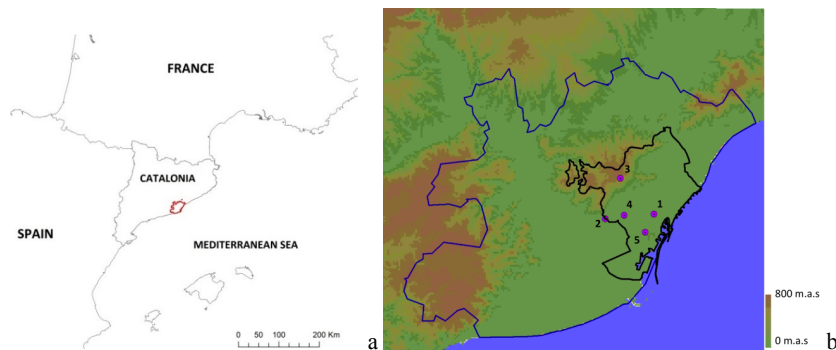 FRANCE
CATALONIA
SPAIN
MEDITERRANEAN SEA
0 50 100 200 Km
a
3
4
1
2
5
800 m.a.s
0 m.a.s
b